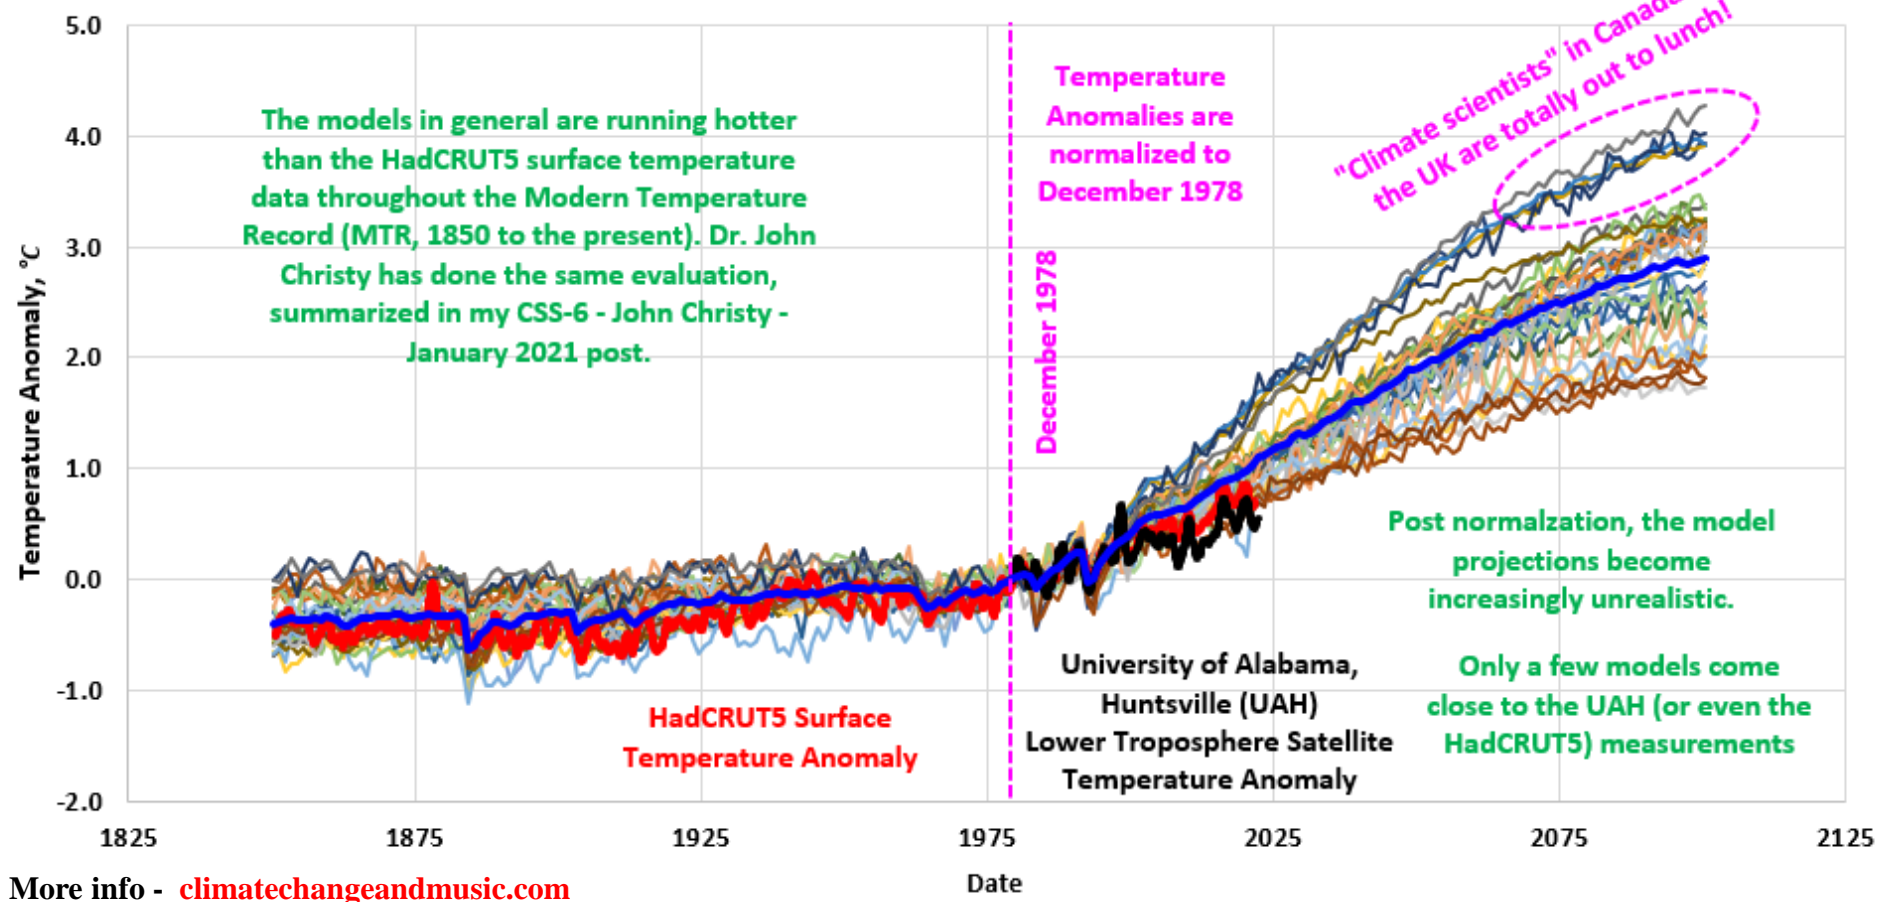 5.0
4.0
3.0
2.0
1.0
0.0
-1.0
-2.0
Temperature Anomaly, °C
The models in general are running hotter
than the HadCRUT5 surface temperature
data throughout the Modern Temperature
Record (MTR, 1850 to the present). Dr. John
Christy has done the same evaluation,
summarized in my CSS-6 - John Christy -
January 2021 post.
Temperature
Anomalies are
normalized to
December 1978
December 1978
"Climate scientists" in Canada
the UK are totally out to lunch!
Post normalzation, the model
projections become
increasingly unrealistic.
Only a few models come
close to the UAH (or even the
HadCRUT5) measurements
HadCRUT5 Surface
Temperature Anomaly
University of Alabama,
Huntsville (UAH)
Lower Troposphere Satellite
Temperature Anomaly
1825 1875 1925 1975 2025 2075 2125
Date
More info - climatechangeandmusic.com